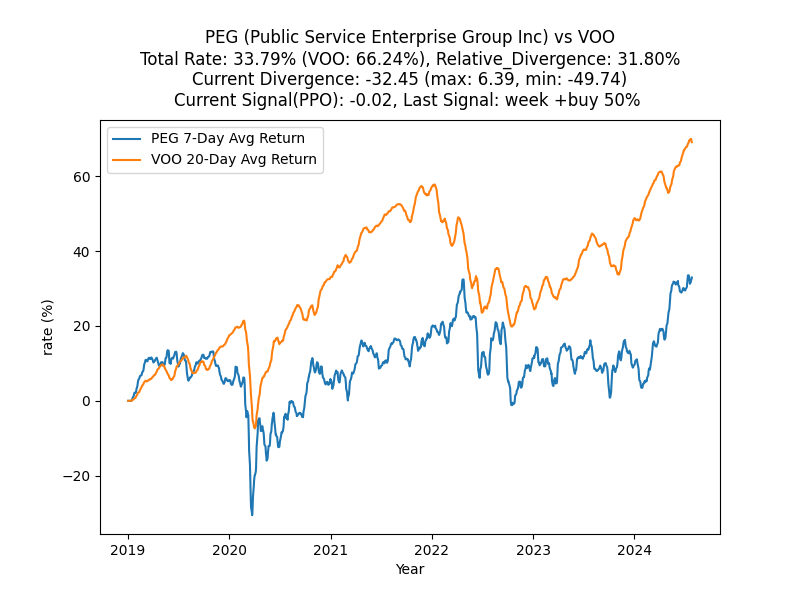 PEG (Public Service Enterprise Group Inc) vs VOO
Total Rate: 33.79% (VOO: 66.24%), Relative_Divergence: 31.80%
Current Divergence: -32.45 (max: 6.39, min: -49.74)
Current Signal(PPO): -0.02, Last Signal: week +buy 50%
PEG 7-Day Avg Return
VOO 20-Day Avg Return
60
40
20
0
−20
rate (%)
2019 2020 2021 2022 2023 2024
Year